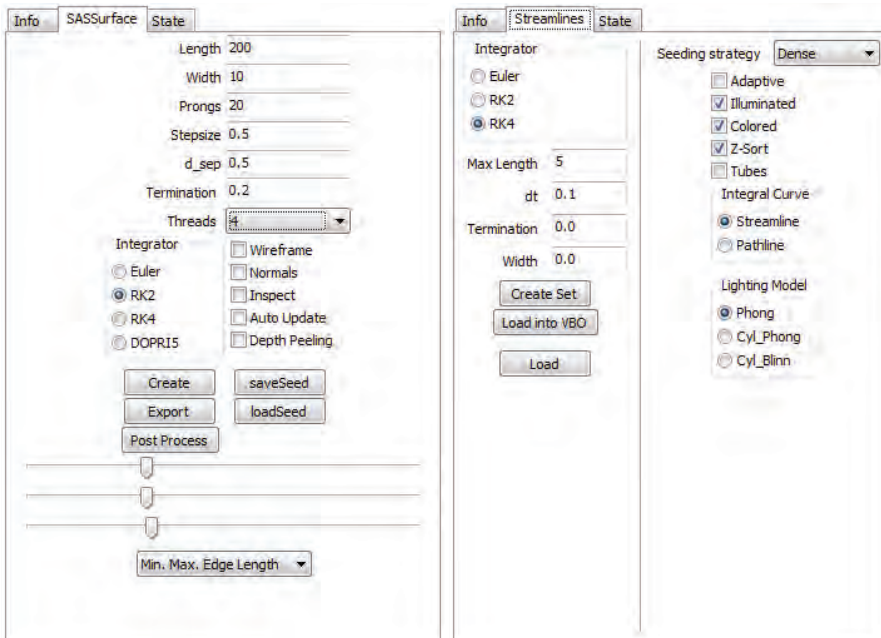 Info SASSurface State
Length 200
Width 10
Prongs 20
Stepsize 0.5
d_sep 0.5
Termination 0.2
Threads 4
Integrator
Euler
RK2
RK4
DOPRI5
Wireframe
Normals
Inspect
Auto Update
Depth Peeling
Create saveSeed
Export loadSeed
Post Process
Min. Max. Edge Length
Info Streamlines State
Integrator
Euler
RK2
RK4
Max Length 5
dt 0.1
Termination 0.0
Width 0.0
Create Set
Load into VBO
Load
Seeding strategy Dense
Adaptive
Illuminated
Colored
Z-Sort
Tubes
Integral Curve
Streamline
Pathline
Lighting Model
Phong
Cyl_Phong
Cyl_Blinn